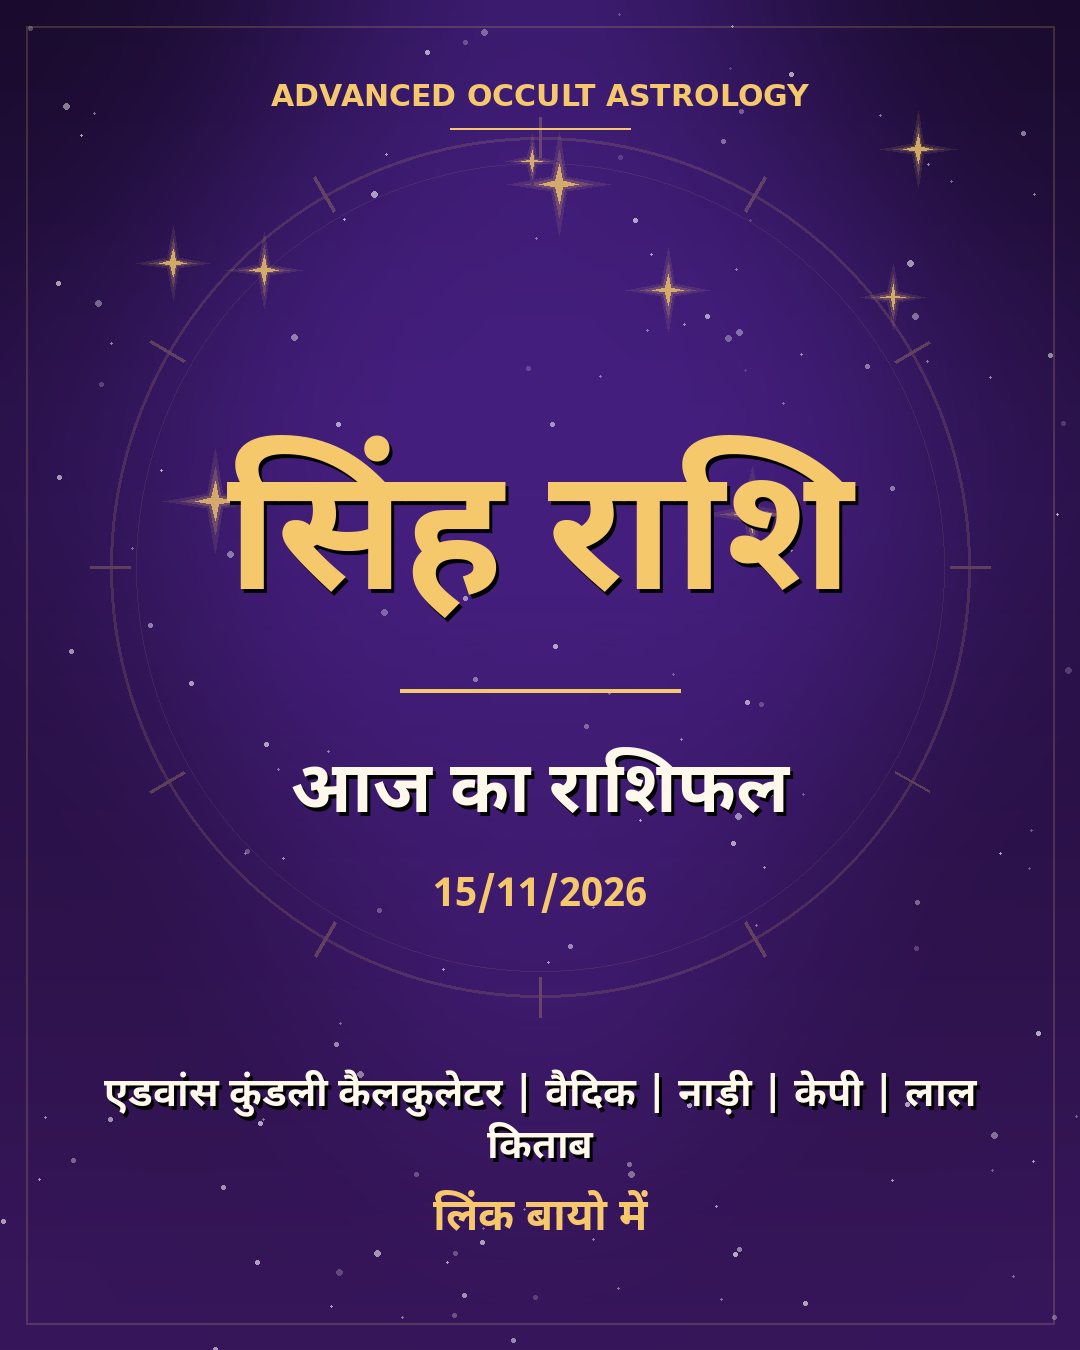 ADVANCED OCCULT ASTROLOGY
सिंह राशि
आज का राशिफल
15/11/2026
एडवांस कुंडली कैलकुलेटर | वैदिक | नाड़ी | केपी | लाल
किताब
लिंक बायो में